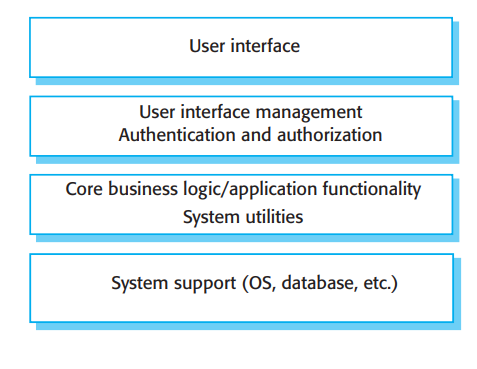 User interface
User interface management
Authentication and authorization
Core business logic/application functionality
System utilities
System support (OS, database, etc.)